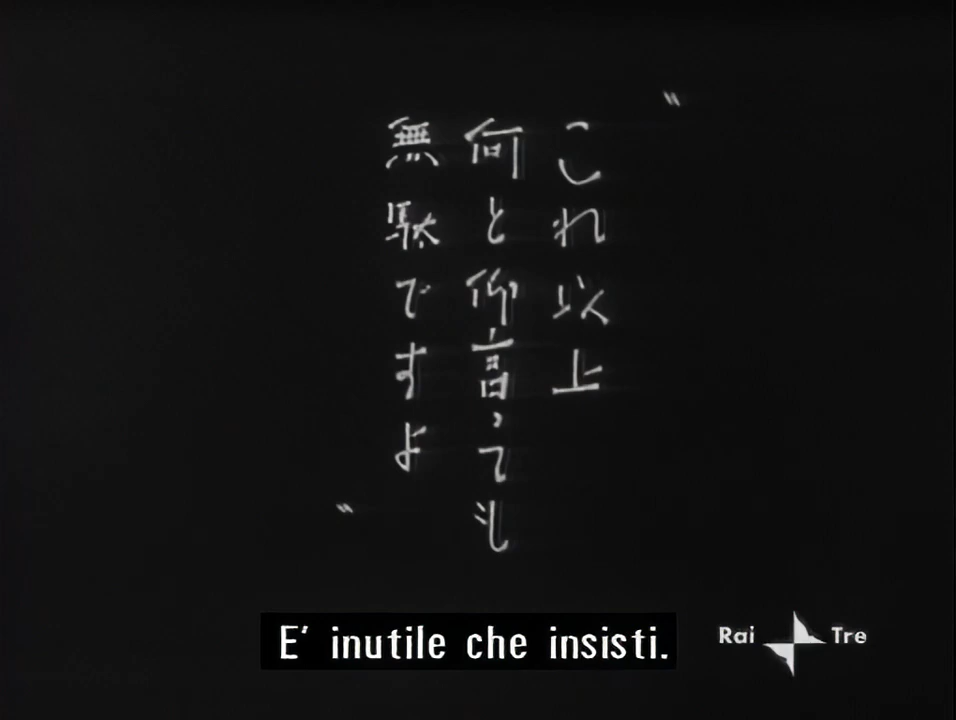 〝これ以上
何と仰言っても
無駄ですよ〟
E' inutile che insisti.
Rai Tre